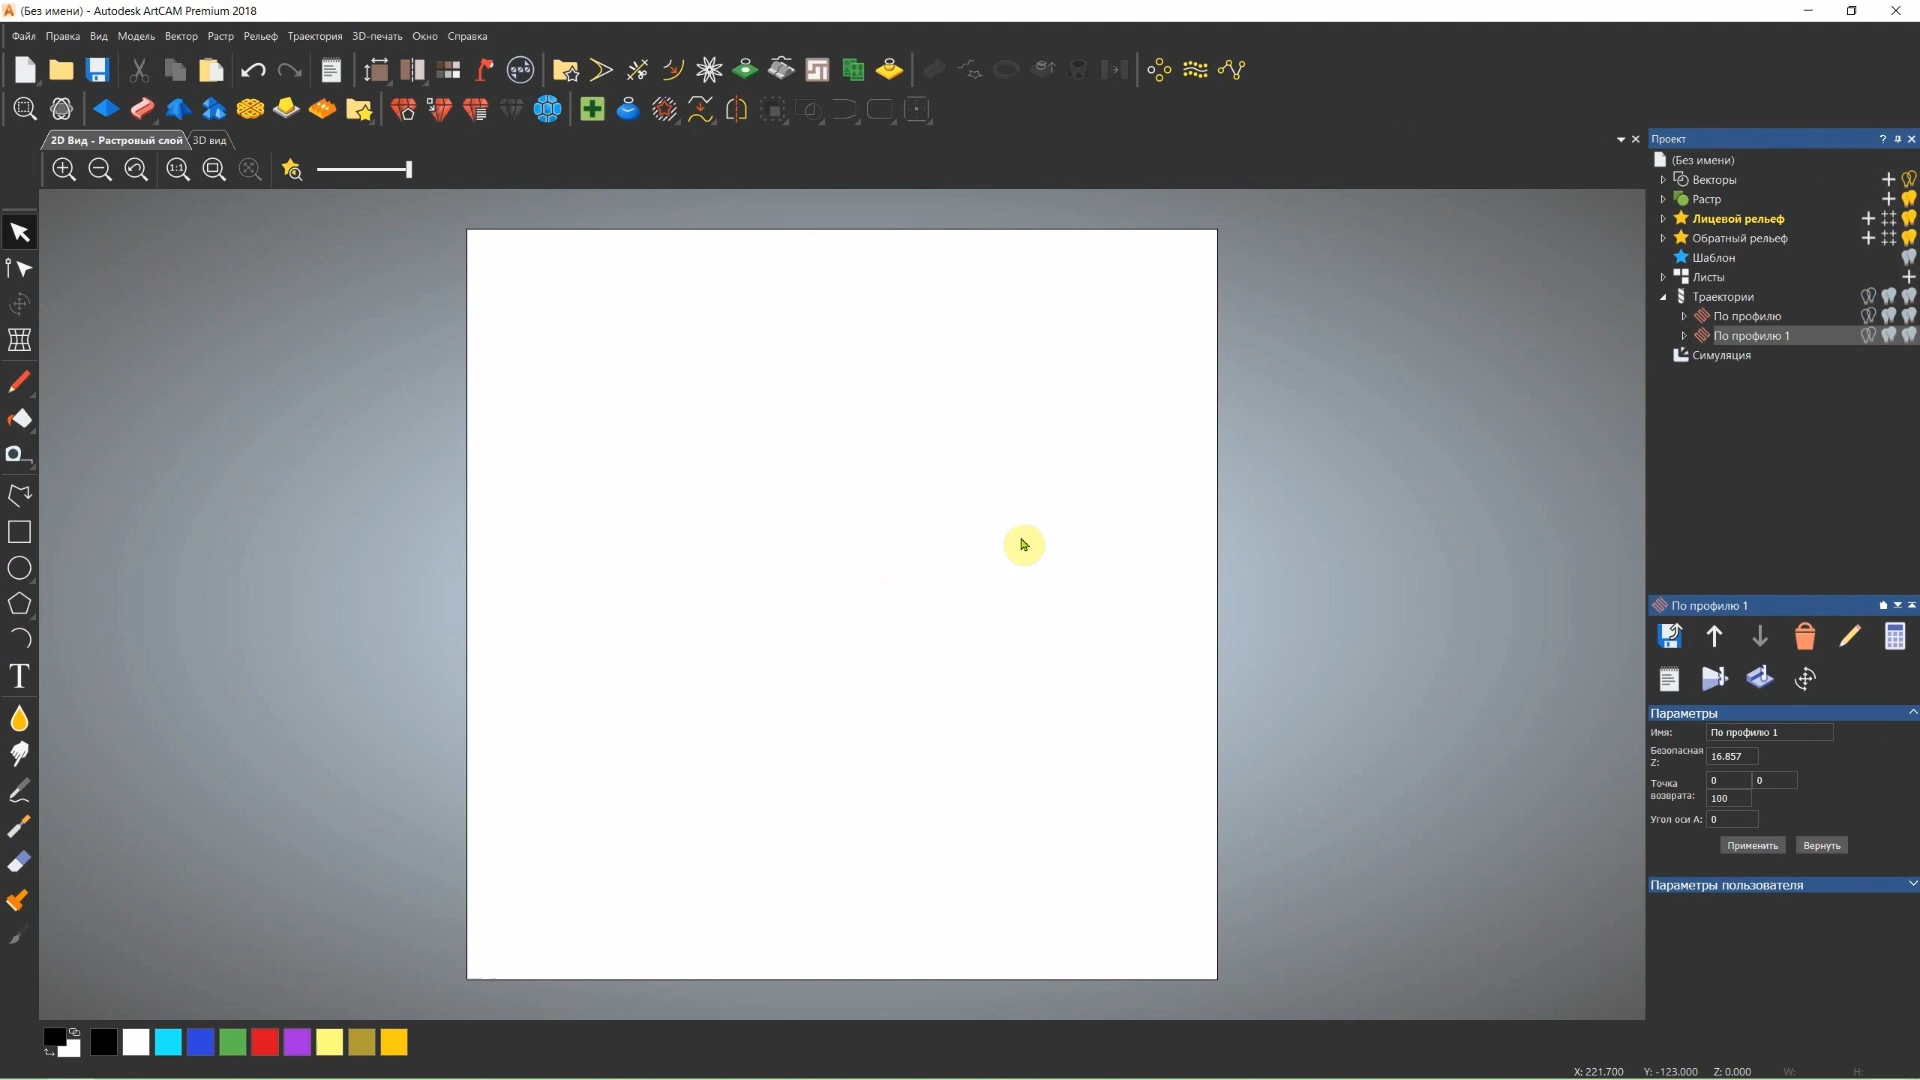 (Без имени) - Autodesk ArtCAM Premium 2018
Файл Правка Вид Модель Вектор Растр Рельеф Траектория 3D-печать Окно Справка
2D Вид - Растровый слой 3D вид
1:1
Проект
(Без имени)
Векторы
Растр
Лицевой рельеф
Обратный рельеф
Шаблон
Листы
Траектории
По профилю
По профилю 1
Симуляция
По профилю 1
Параметры
Имя: По профилю 1
Безопасная Z: 16.857
Точка возврата: 0 0
100
Угол оси А: 0
Применить Вернуть
Параметры пользователя
X: 221.700 Y: -123.000 Z: 0.000 W: H: